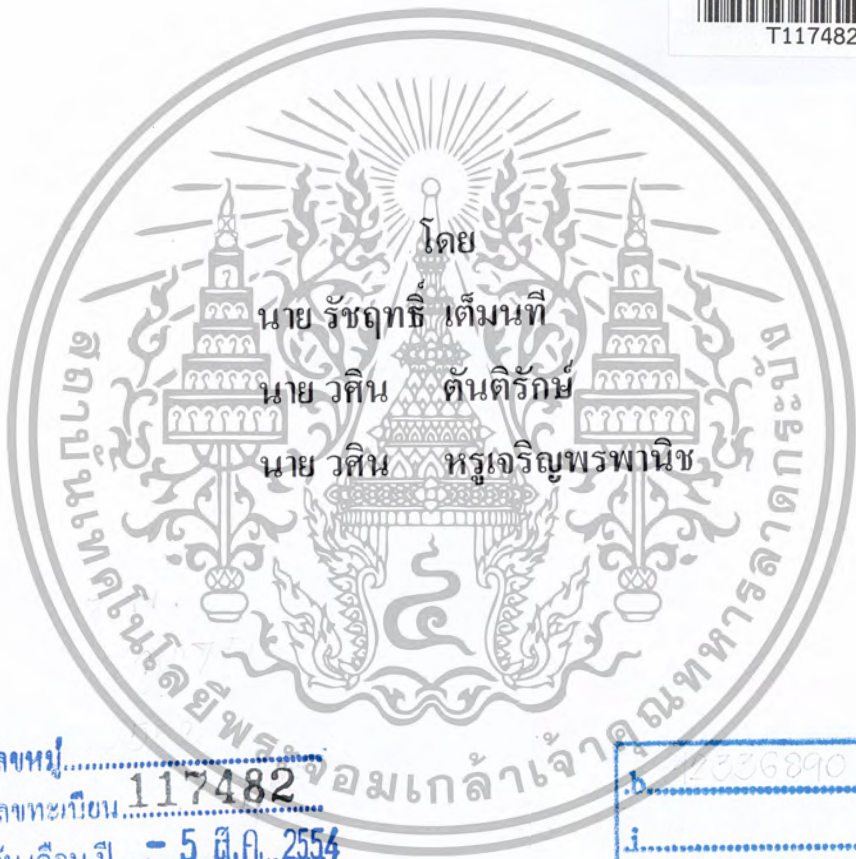 T117482
โดย
นาย รัชฤทธิ์ เต็มนที
นาย วศิน ตันติรักษ์
นาย วศิน หรูเจริญพรพานิช
สถาบันเทคโนโลยีพระจอมเกล้าเจ้าคุณทหารลาดกระบัง
ลขหมู่
ลขทะเบียน 117482
5 ส.ค. 2554
b. 12336890
i.